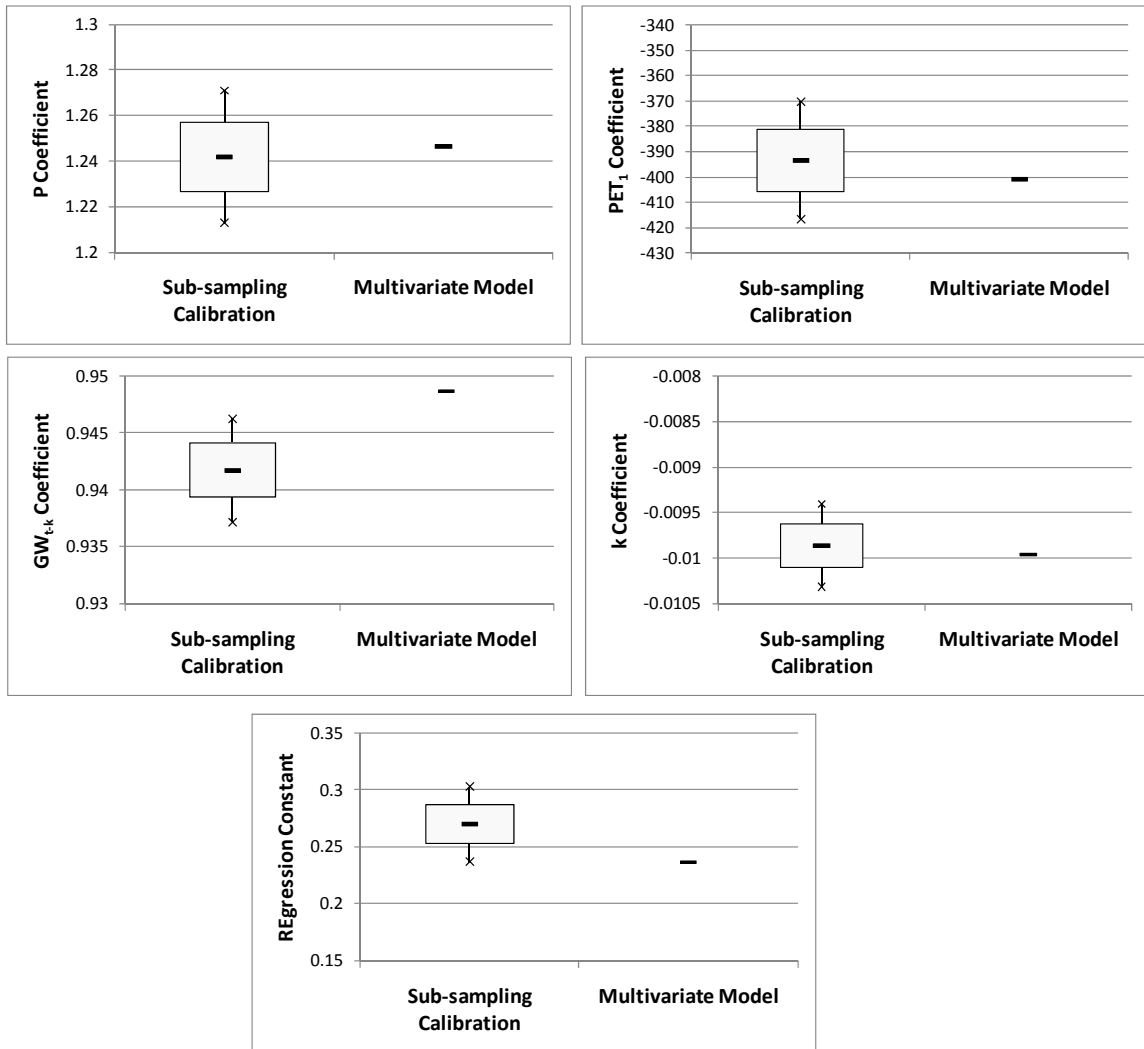 1.3
1.28
1.26
1.24
1.22
1.2
P Coefficient
Sub-sampling
Calibration
Multivariate Model
-340
-350
-360
-370
-380
-390
-400
-410
-420
-430
PET₁ Coefficient
Sub-sampling
Calibration
Multivariate Model
0.95
0.945
0.94
0.935
0.93
GWₜ₋ₖ Coefficient
Sub-sampling
Calibration
Multivariate Model
-0.008
-0.0085
-0.009
-0.0095
-0.01
-0.0105
k Coefficient
Sub-sampling
Calibration
Multivariate Model
0.35
0.3
0.25
0.2
0.15
REgression Constant
Sub-sampling
Calibration
Multivariate Model